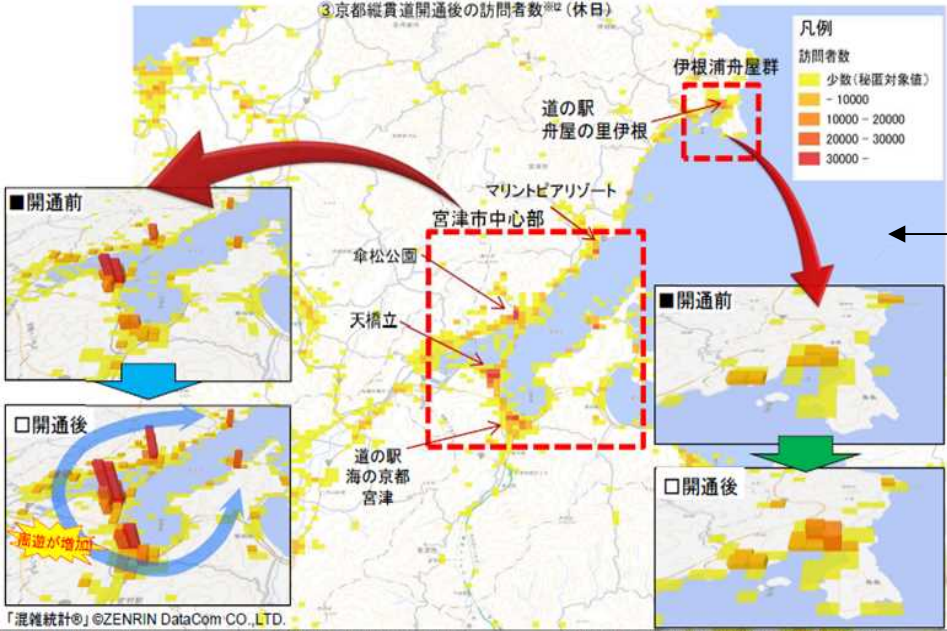 ③京都縦貫道開通後の訪問者数※12（休日）
凡例
訪問者数
少数（秘匿対象値）
- 10000
10000 - 20000
20000 - 30000
30000 -
伊根浦舟屋群
道の駅
舟屋の里伊根
マリントピアリゾート
宮津市中心部
傘松公園
天橋立
道の駅
海の京都
宮津
■開通前
□開通後
周遊が増加
■開通前
□開通後
「混雑統計®」©ZENRIN DataCom CO.,LTD.